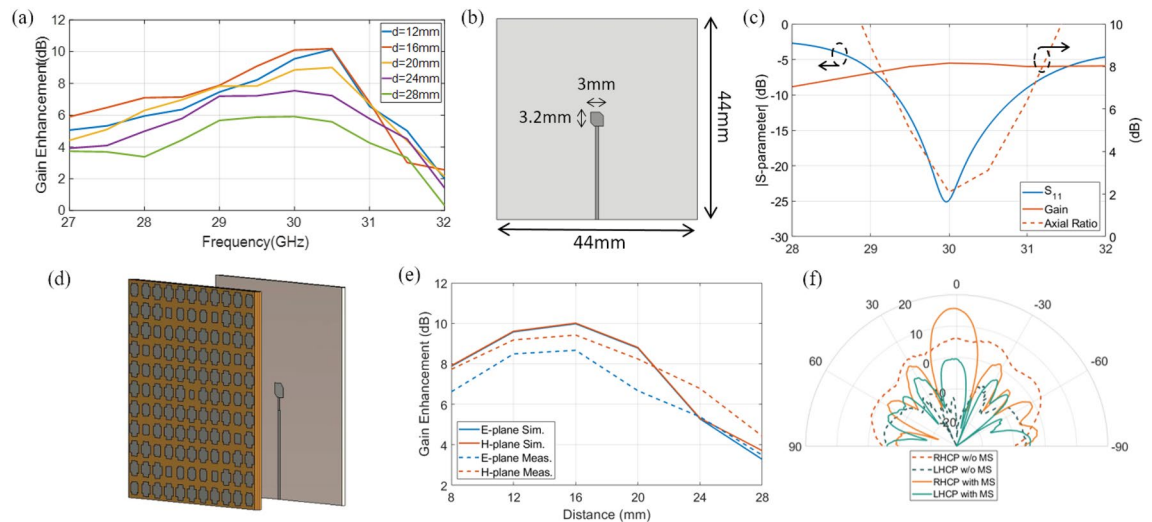 (a)
Gain Enhancement(dB)
12
10
8
6
4
2
0
27
28
29
30
31
32
Frequency(GHz)
d=12mm
d=16mm
d=20mm
d=24mm
d=28mm
(b)
3mm
3.2mm
44mm
44mm
(c)
|S-parameter| (dB)
0
-5
-10
-15
-20
-25
-30
28
29
30
31
32
10
8
6
4
2
0
(dB)
S11
Gain
Axial Ratio
(d)
(e)
Gain Enhancement (dB)
12
10
8
6
4
2
0
8
12
16
20
24
28
Distance (mm)
E-plane Sim.
H-plane Sim.
E-plane Meas.
H-plane Meas.
(f)
0
30
20
-30
10
60
0
-60
-20
90
-90
RHCP w/o MS
LHCP w/o MS
RHCP with MS
LHCP with MS